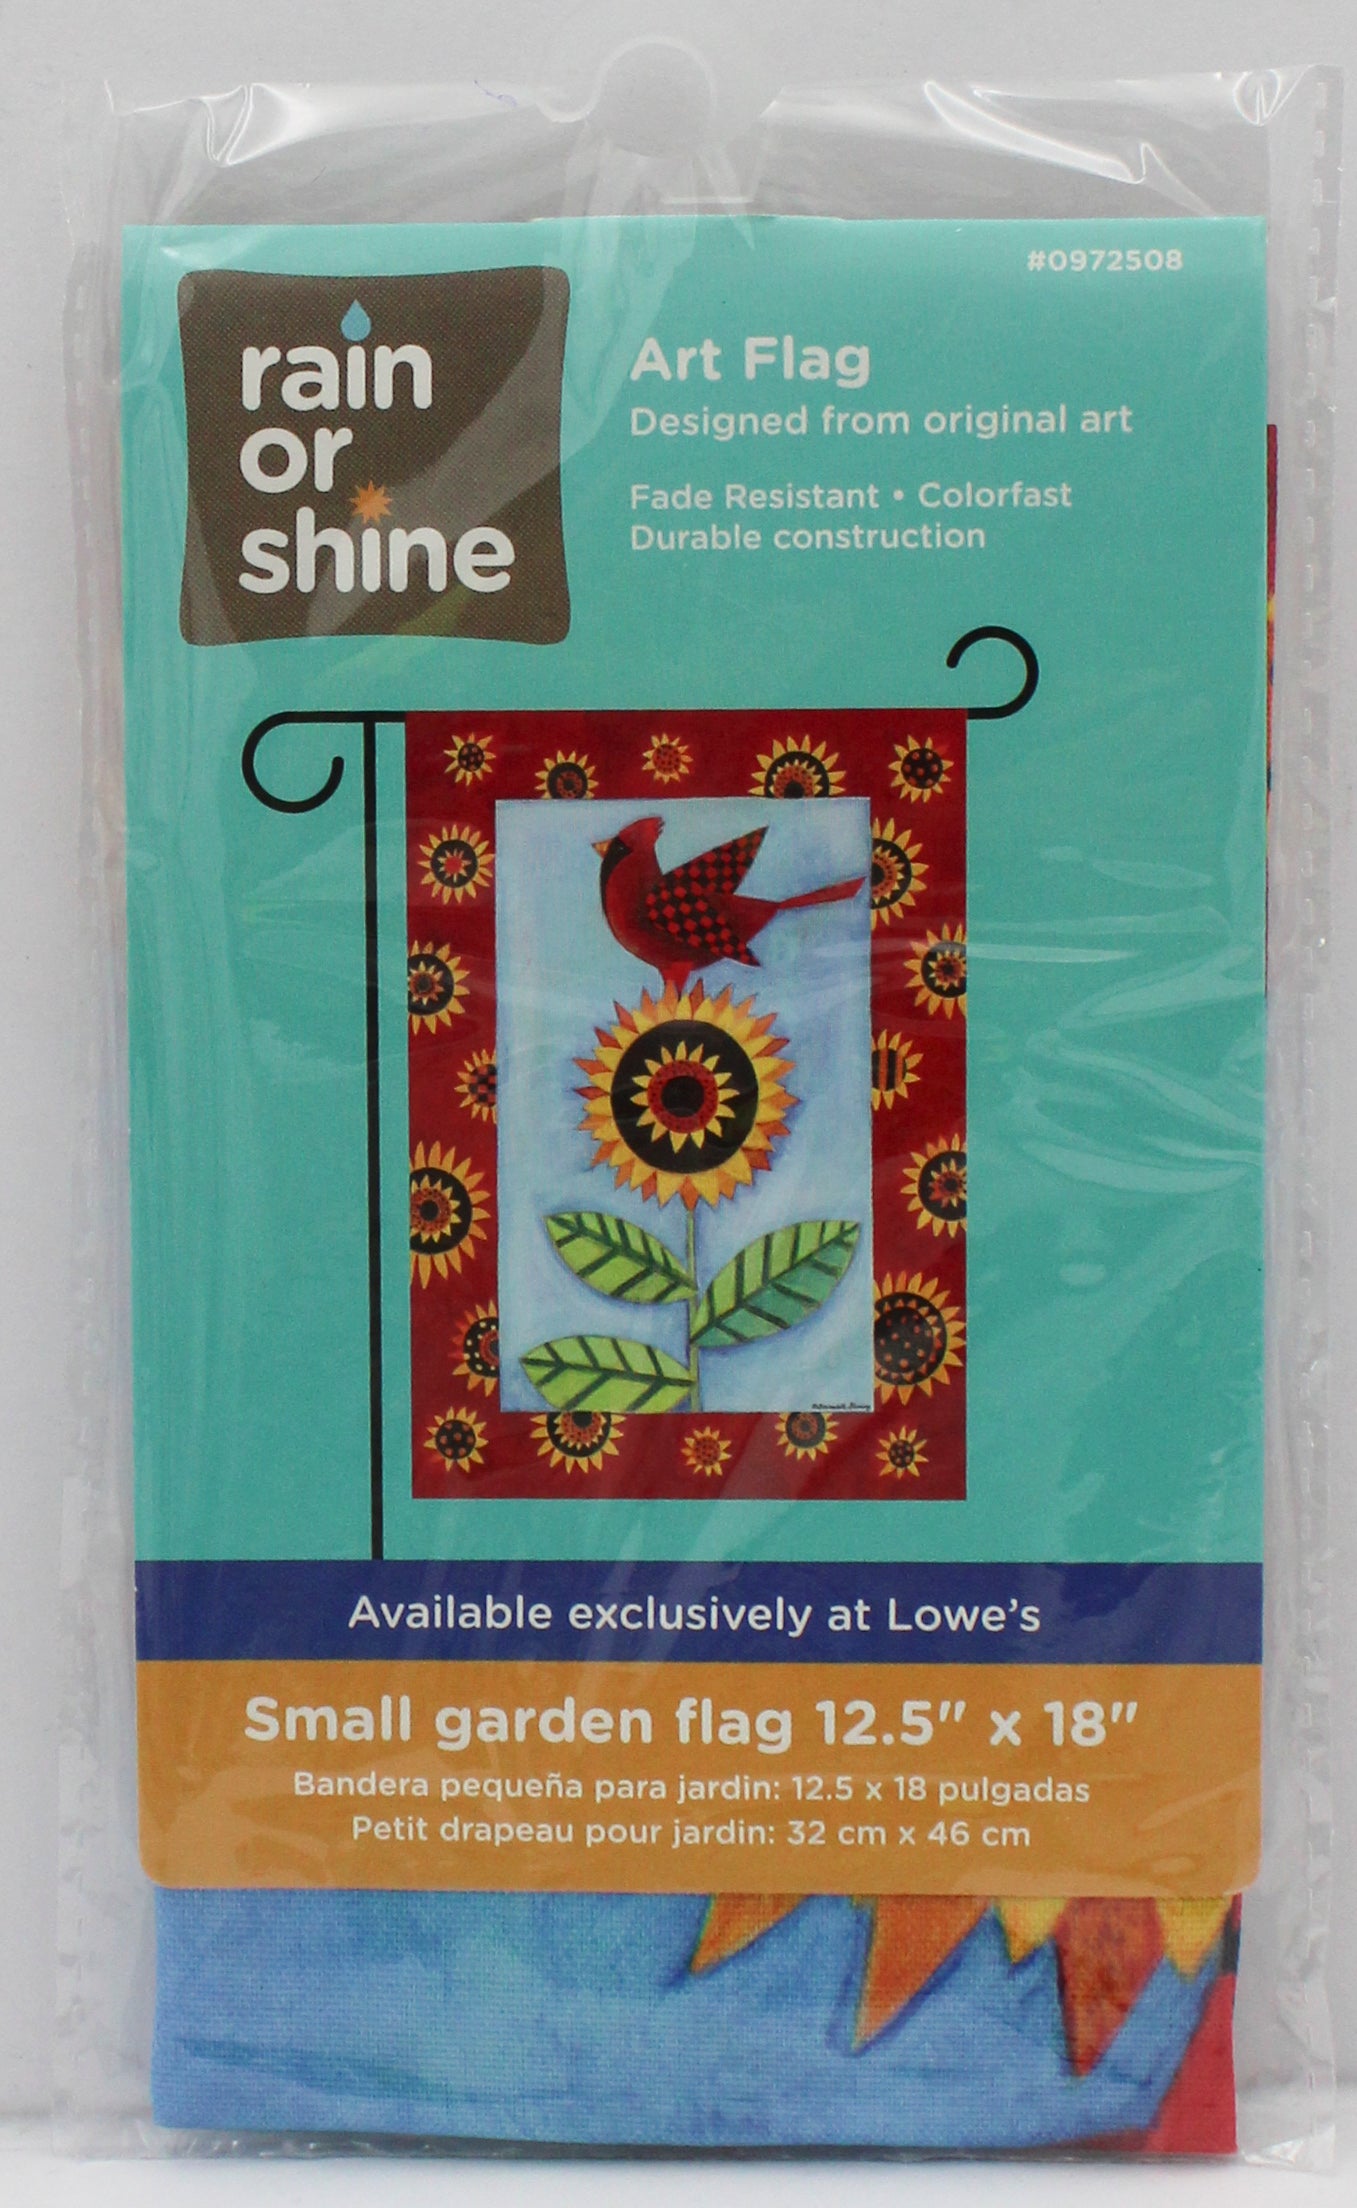 #0972508
rain
or
shine
Art Flag
Designed from original art
Fade Resistant • Colorfast
Durable construction
Available exclusively at Lowe's
Small garden flag 12.5" x 18"
Bandera pequeña para jardin: 12.5 x 18 pulgadas
Petit drapeau pour jardin: 32 cm x 46 cm